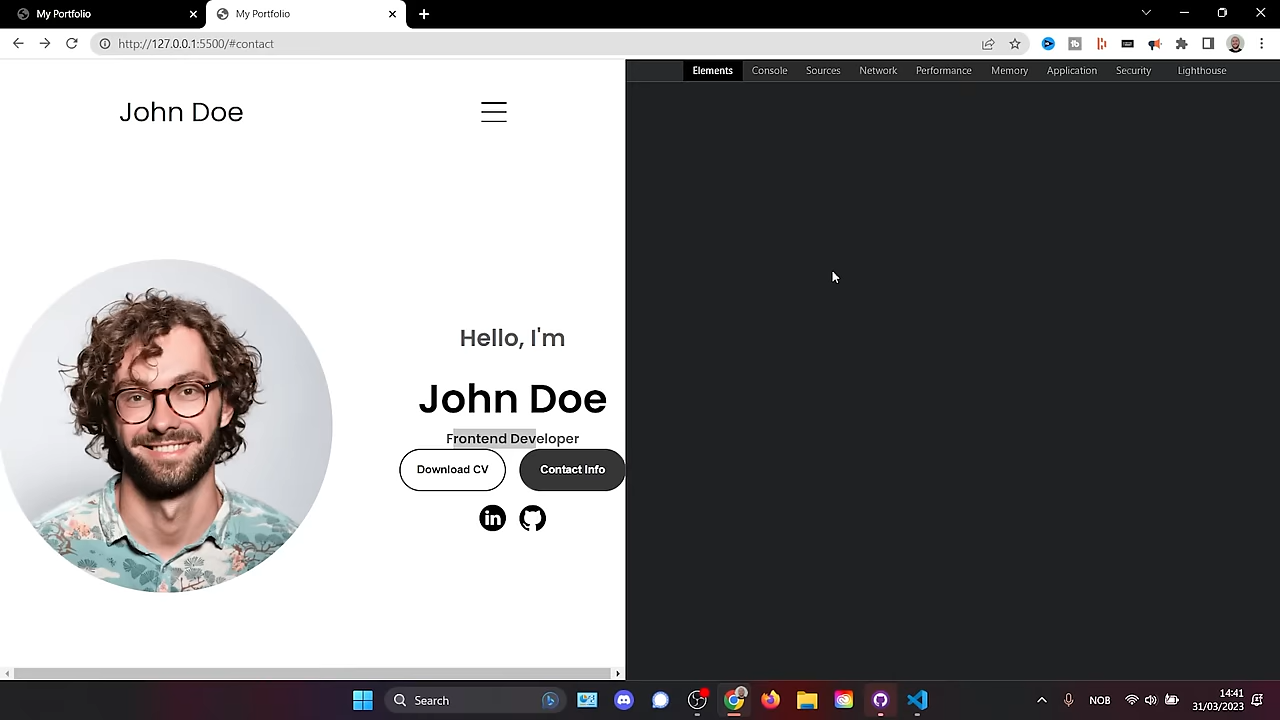 My Portfolio
My Portfolio
http://127.0.0.1:5500/#contact
Elements Console Sources Network Performance Memory Application Security Lighthouse
John Doe
Hello, I'm
John Doe
Frontend Developer
Download CV
Contact Info
in
Search
NOB
14:41
31/03/2023